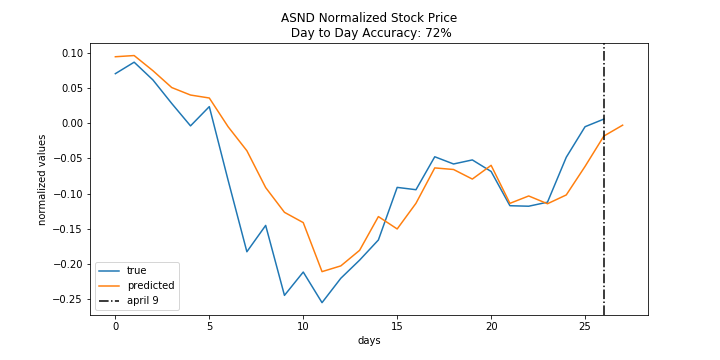 ASND Normalized Stock Price
Day to Day Accuracy: 72%
normalized values
0.10
0.05
0.00
−0.05
−0.10
−0.15
−0.20
−0.25
true
predicted
april 9
0 5 10 15 20 25
days